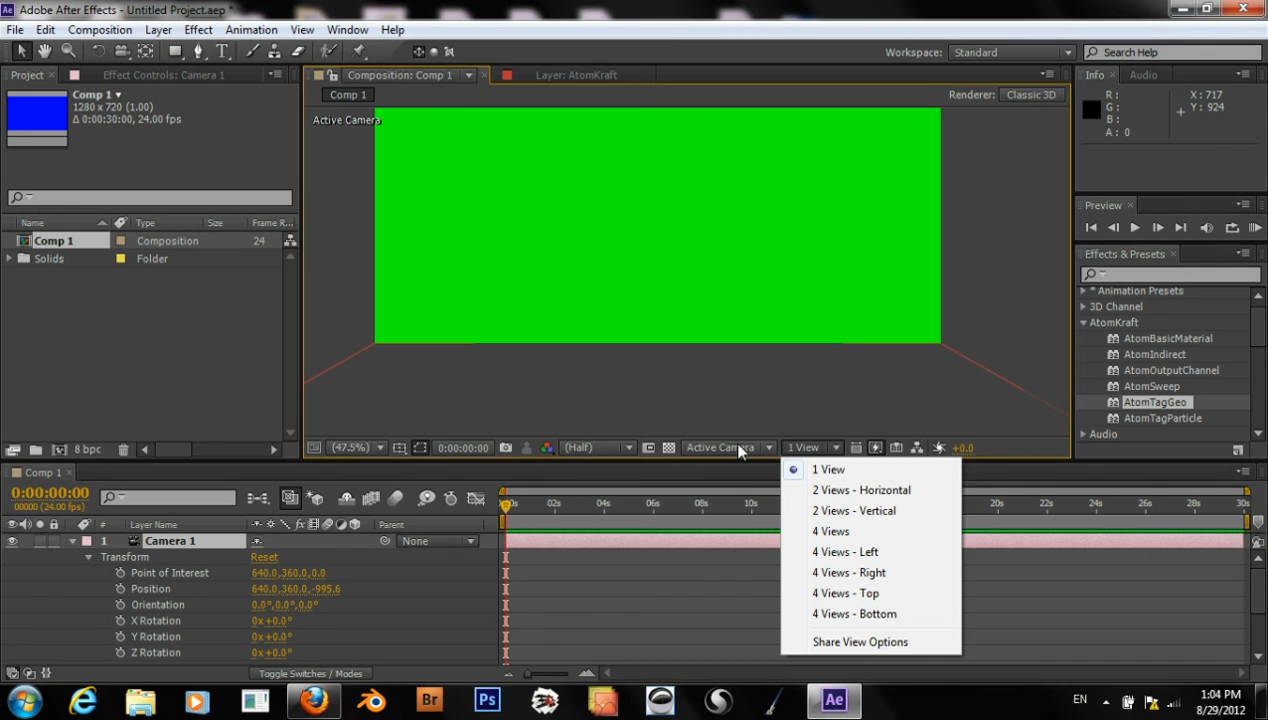 Adobe After Effects - Untitled Project.aep *
File Edit Composition Layer Effect Animation View Window Help
Workspace: Standard Search Help
Project Effect Controls: Camera 1
Composition: Comp 1 Layer: AtomKraft
Info Audio
Comp 1
1280 x 720 (1.00)
Δ 0:00:30:00, 24.00 fps
Comp 1
Renderer: Classic 3D
Active Camera
R :
G :
B :
A : 0
X : 717
Y : 924
Preview
Name Type Size Frame R...
Comp 1 Composition 24
Solids Folder
Effects & Presets
* Animation Presets
3D Channel
AtomKraft
AtomBasicMaterial
AtomIndirect
AtomOutputChannel
AtomSweep
AtomTagGeo
AtomTagParticle
Audio
8 bpc
(47.5%) 0:00:00:00 (Half) Active Camera 1 View +0.0
1 View
2 Views - Horizontal
2 Views - Vertical
4 Views
4 Views - Left
4 Views - Right
4 Views - Top
4 Views - Bottom
Share View Options
Comp 1
0:00:00:00
00000 (24.00 fps)
02s 04s 06s 08s 10s 20s 22s 24s 26s 28s 30s
# Layer Name Parent
1 Camera 1 None
Transform Reset
Point of Interest 640.0,360.0,0.0
Position 640.0,360.0,-995.6
Orientation 0.0°,0.0°,0.0°
X Rotation 0x+0.0°
Y Rotation 0x+0.0°
Z Rotation 0x+0.0°
Toggle Switches / Modes
Br Ps Ae
EN
1:04 PM
8/29/2012